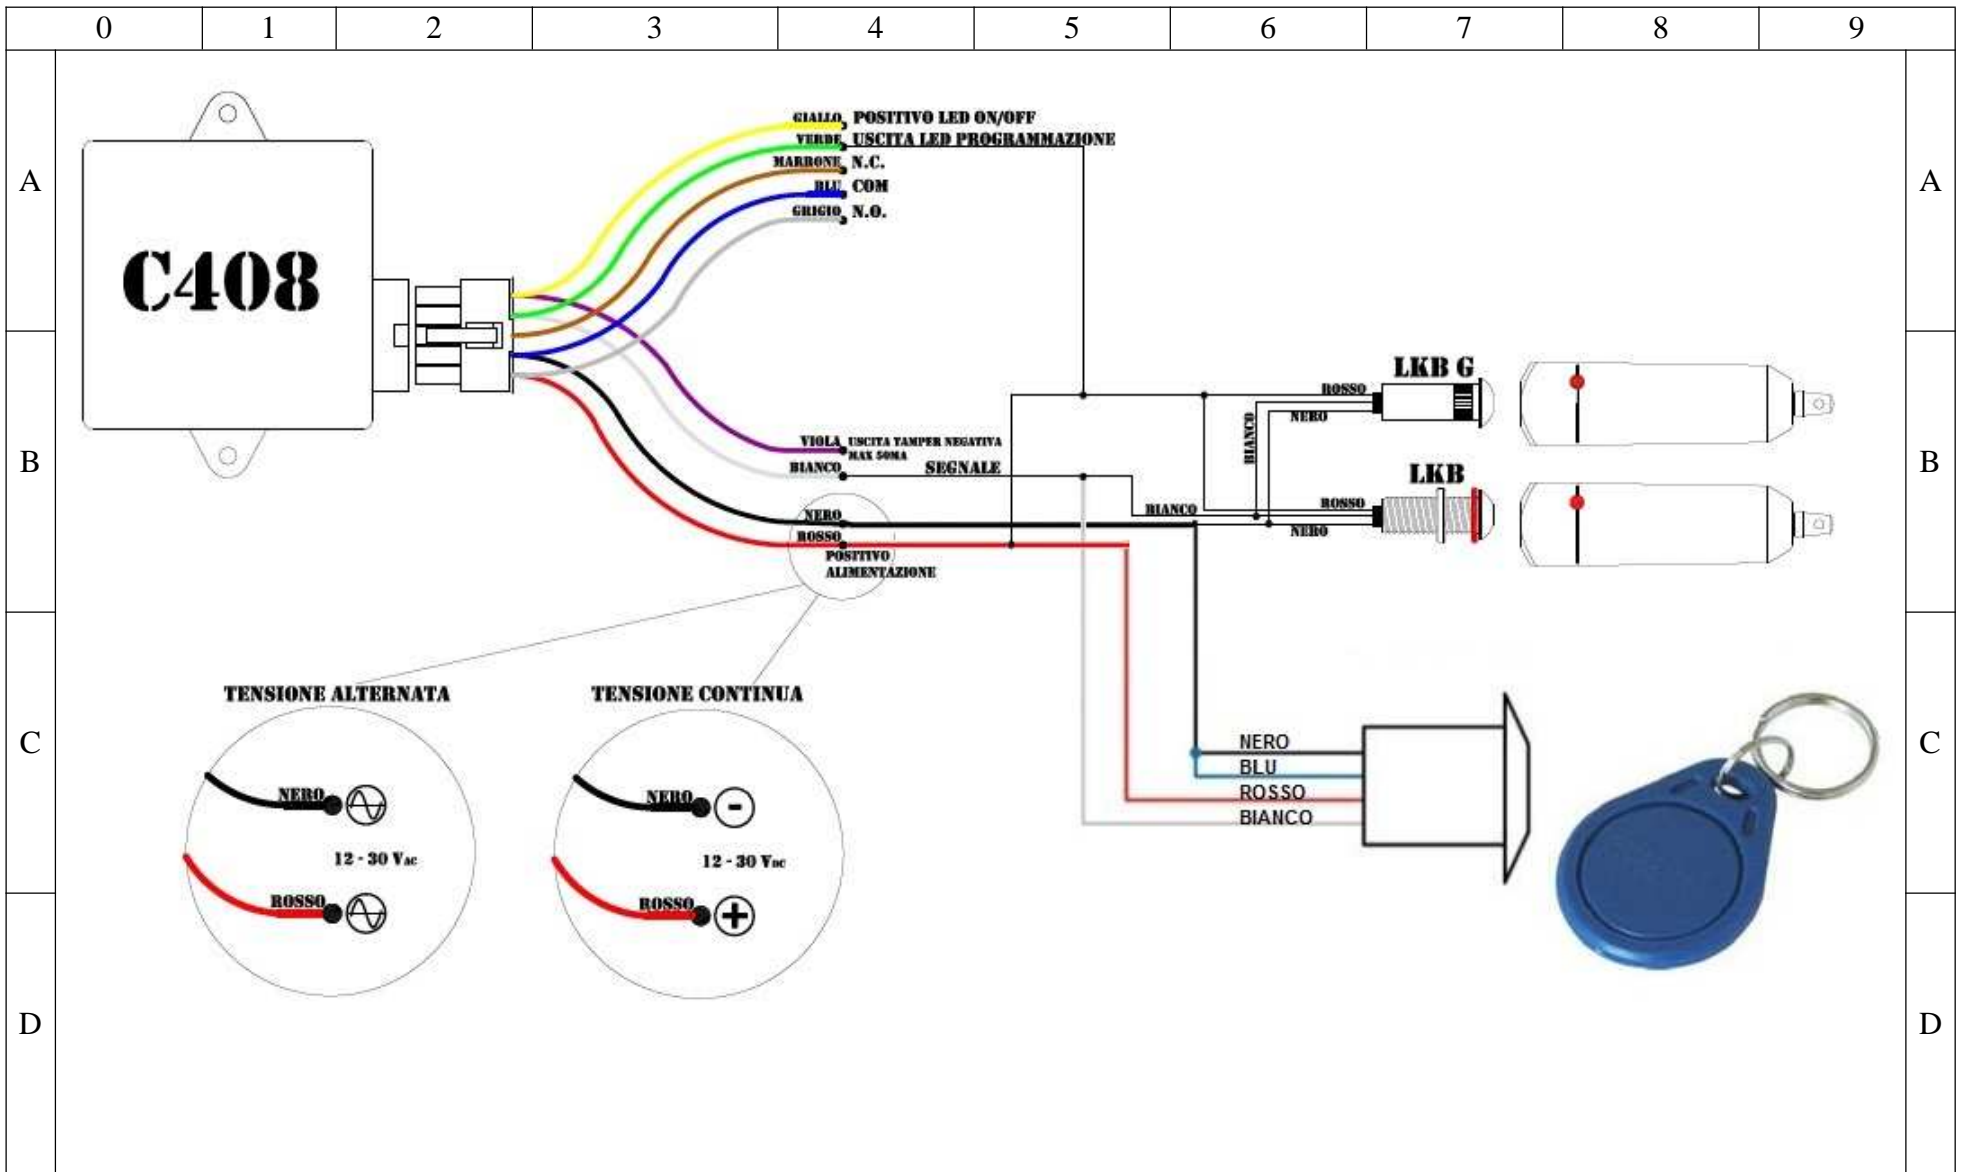 0 1 2 3 4 5 6 7 8 9
A
A
B
B
C
C
D
D
C408
GIALLO POSITIVO LED ON/OFF
VERDE USCITA LED PROGRAMMAZIONE
MARRONE N.C.
BLU COM
GRIGIO N.O.
VIOLA USCITA TAMPER NEGATIVA
MAX 50MA
BIANCO SEGNALE
NERO
ROSSO
POSITIVO
ALIMENTAZIONE
LKB G
ROSSO
NERO
BIANCO
LKB
ROSSO
BIANCO
NERO
TENSIONE ALTERNATA
NERO
12 - 30 VAC
ROSSO
TENSIONE CONTINUA
NERO
-
12 - 30 VDC
ROSSO
+
NERO
BLU
ROSSO
BIANCO